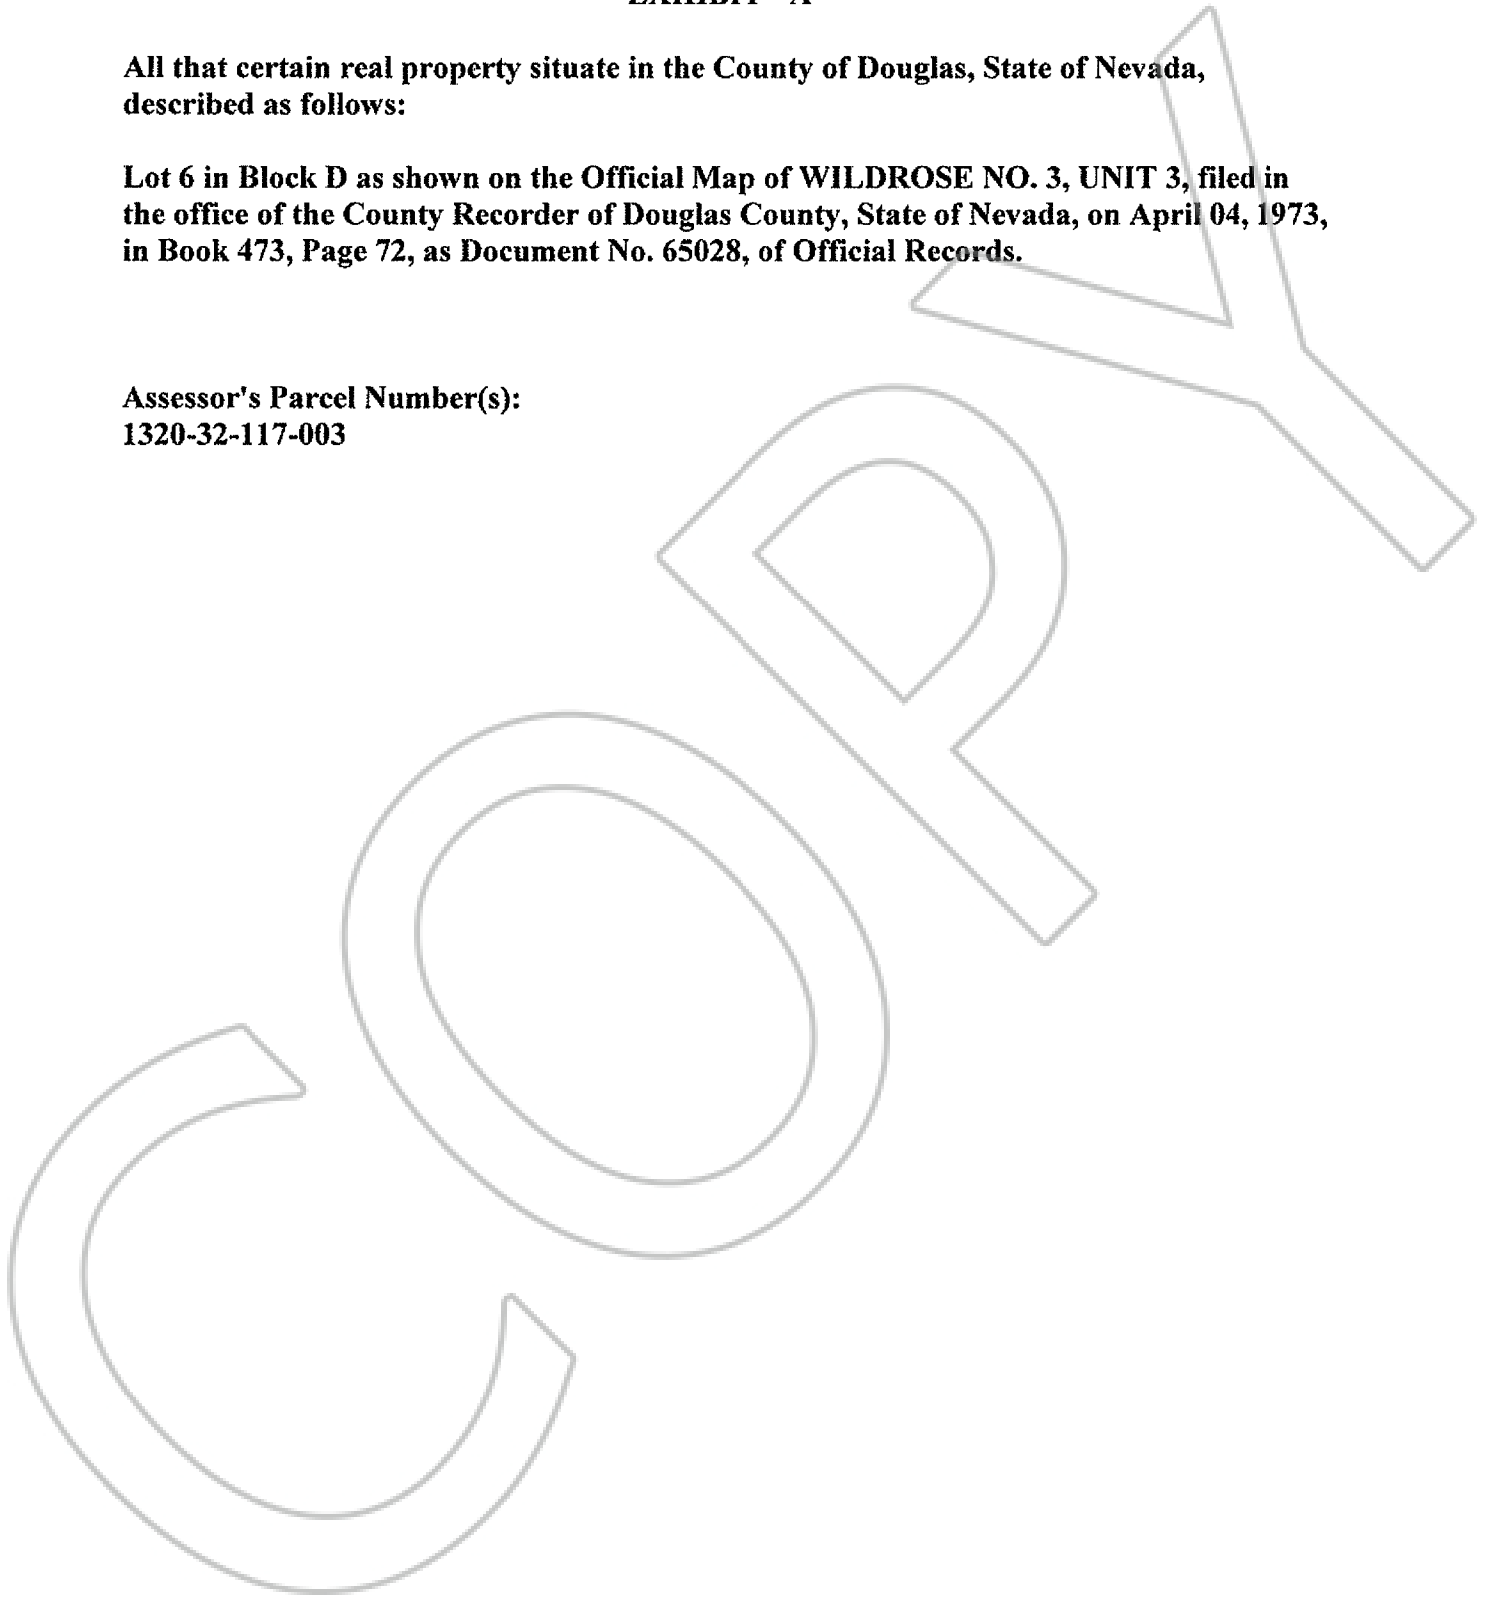 EXHIBIT "A"
All that certain real property situate in the County of Douglas, State of Nevada,
described as follows:
Lot 6 in Block D as shown on the Official Map of WILDROSE NO. 3, UNIT 3, filed in
the office of the County Recorder of Douglas County, State of Nevada, on April 04, 1973,
in Book 473, Page 72, as Document No. 65028, of Official Records.
Assessor's Parcel Number(s):
1320-32-117-003
COPY